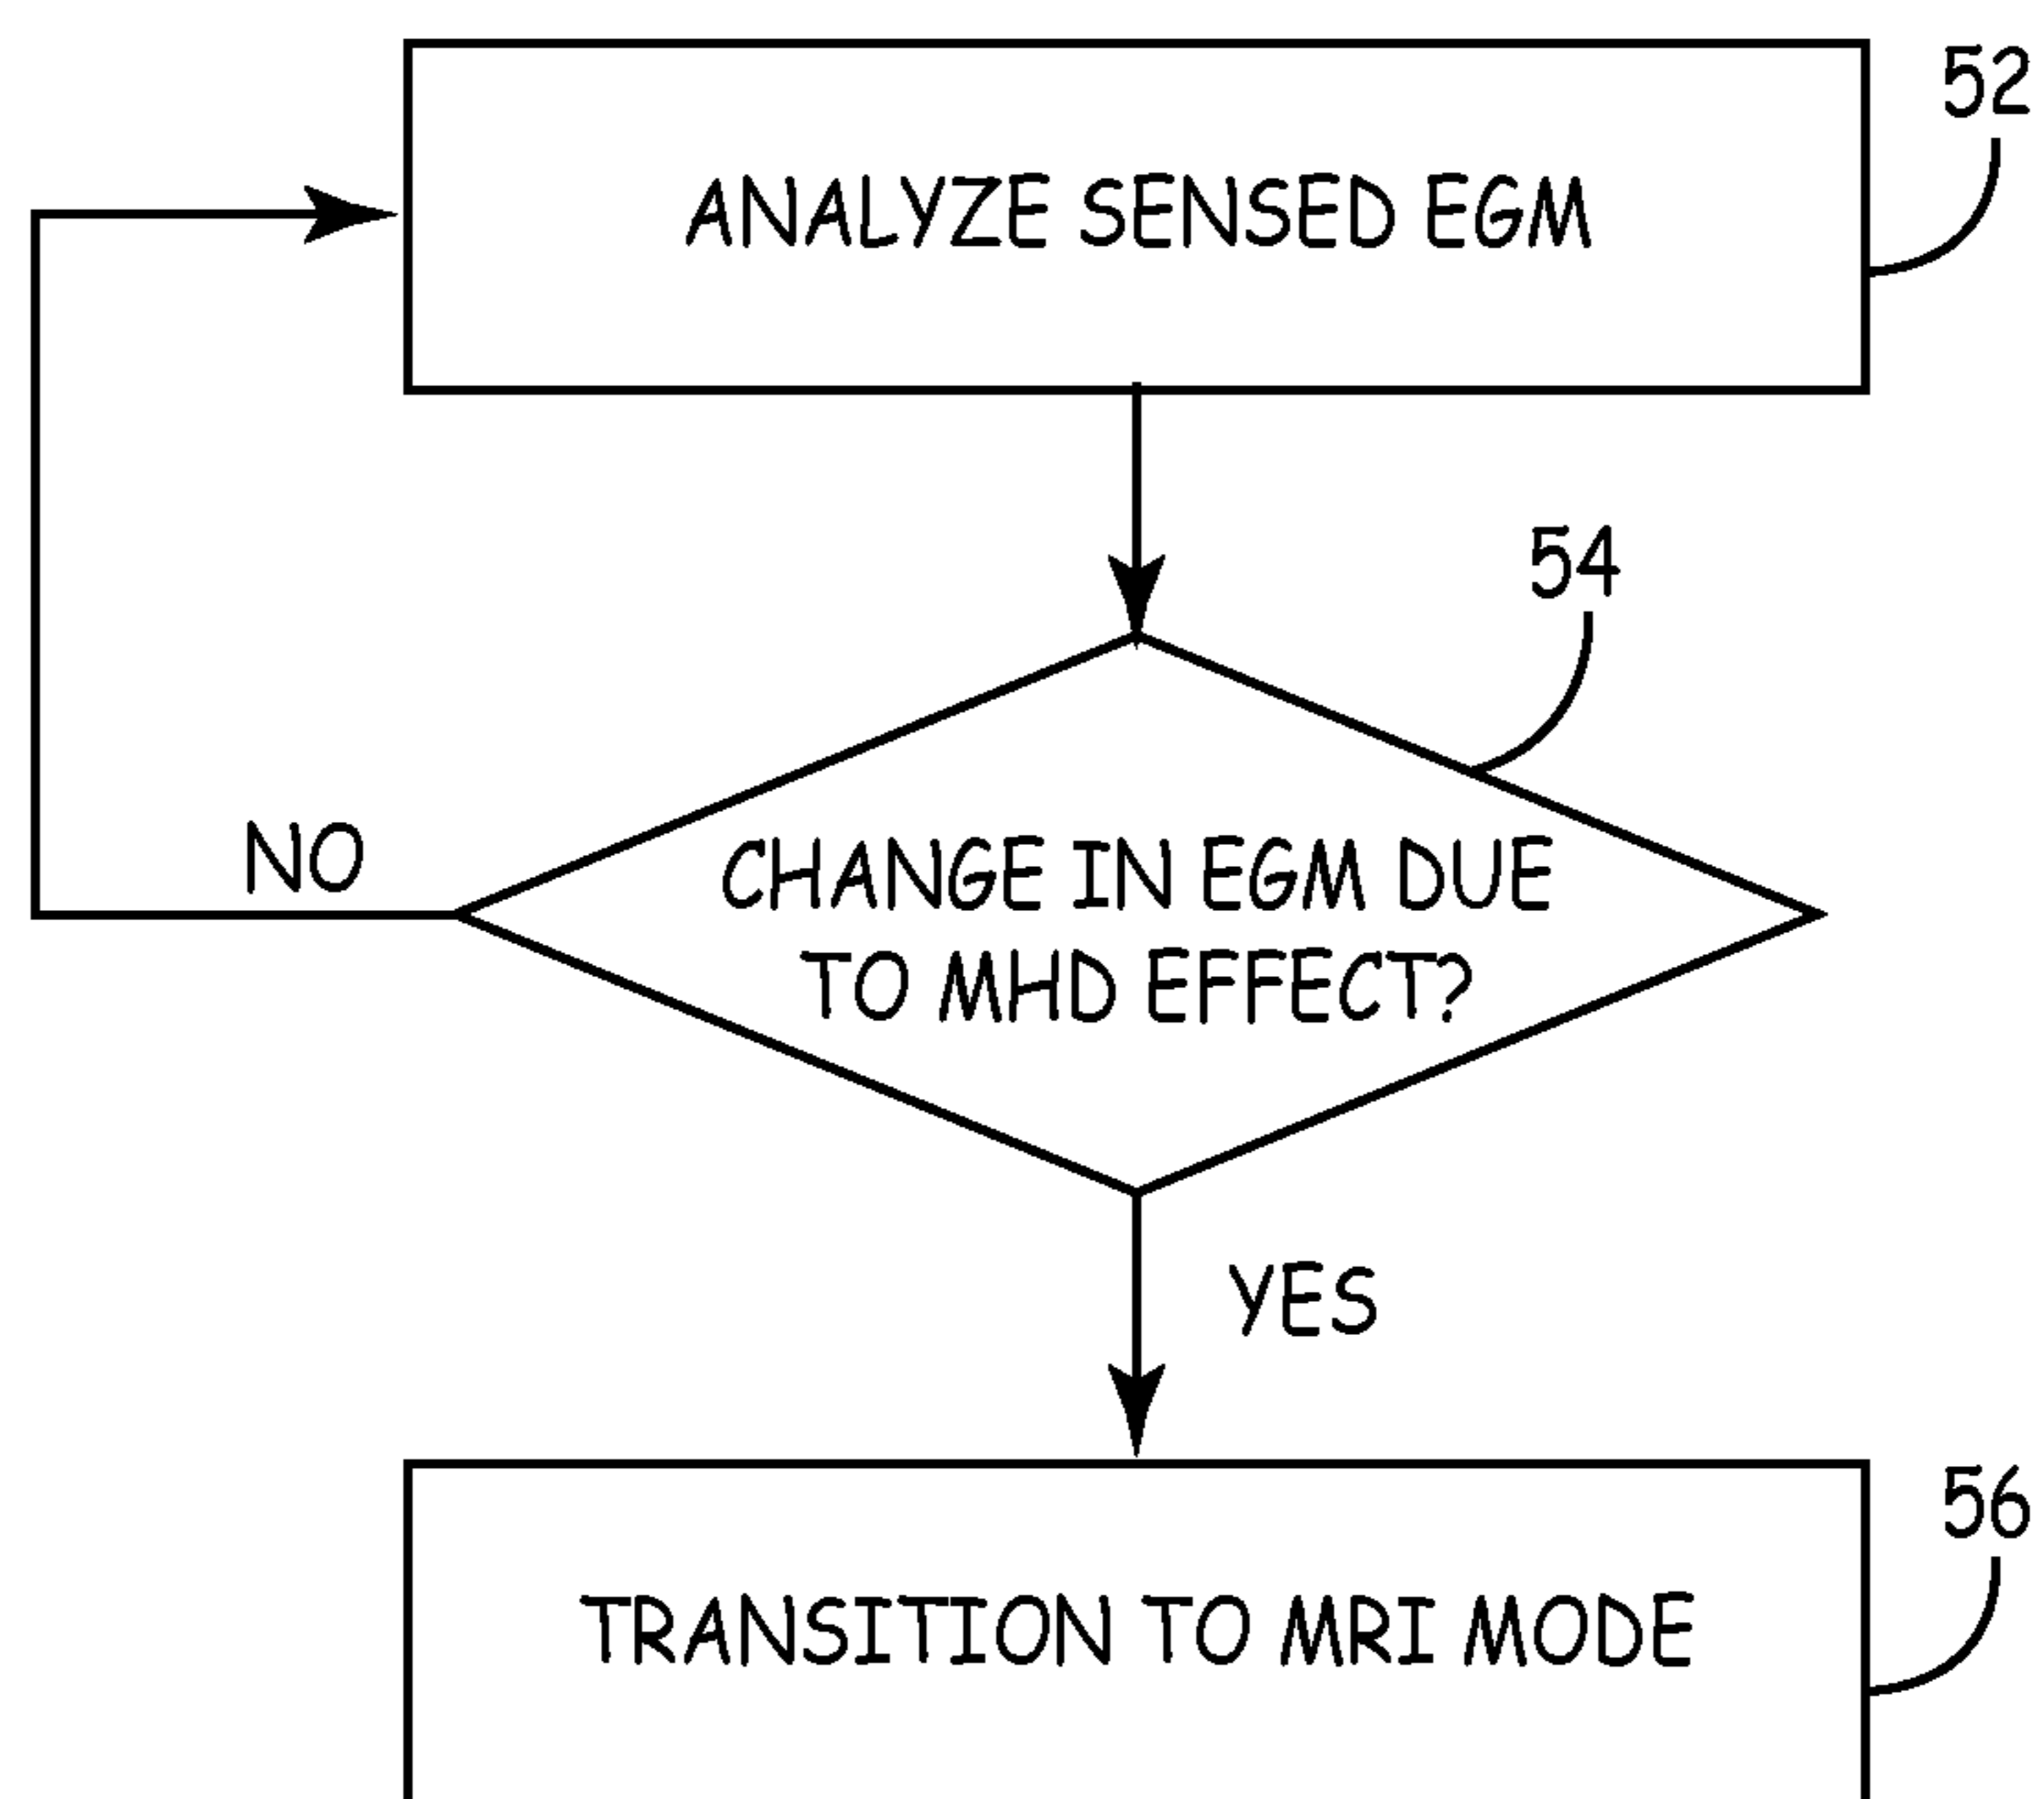 52
ANALYZE SENSED EGM
54
NO
CHANGE IN EGM DUE
TO MHD EFFECT?
YES
56
TRANSITION TO MRI MODE